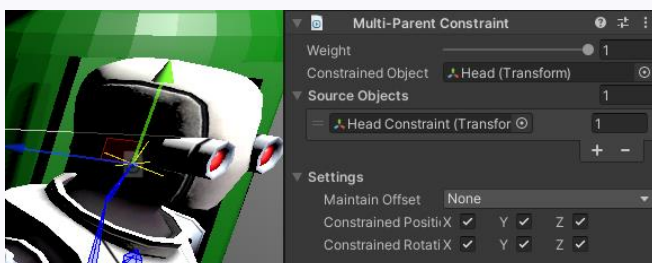 Multi-Parent Constraint
Weight 1
Constrained Object Head (Transform)
Source Objects 1
Head Constraint (Transfor 1
+ -
Settings
Maintain Offset None
Constrained Positi X Y Z
Constrained Rotati X Y Z